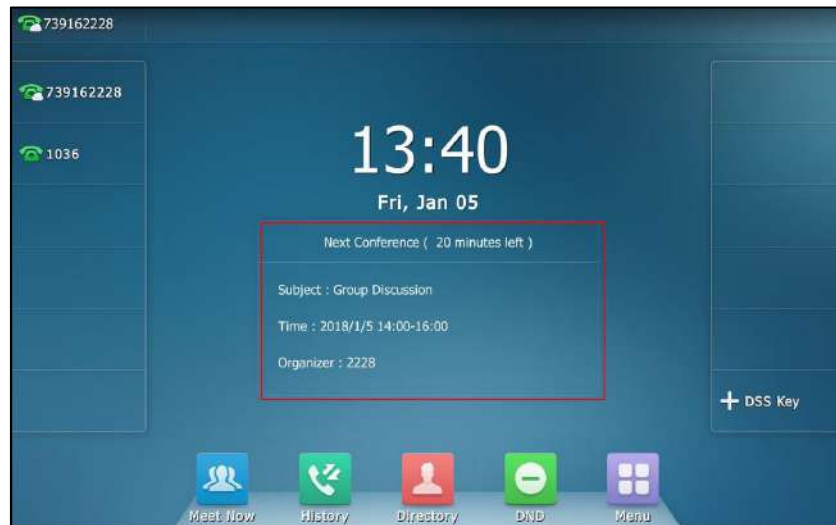 739162228
739162228
1036
13:40
Fri, Jan 05
Next Conference ( 20 minutes left )
Subject : Group Discussion
Time : 2018/1/5 14:00-16:00
Organizer : 2228
DSS Key
Meet Now
History
Directory
DND
Menu